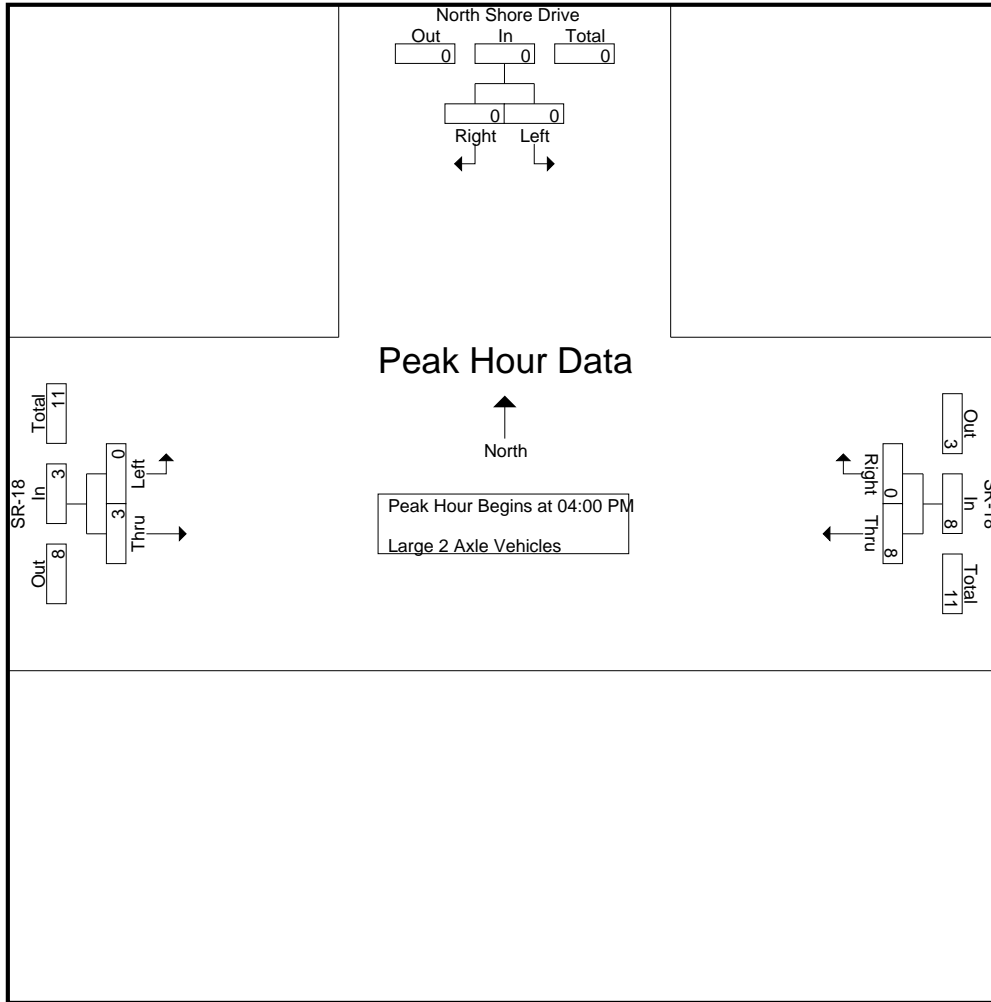 North Shore Drive
Out In Total
0 0 0
0 0
Right Left
Peak Hour Data
North
Peak Hour Begins at 04:00 PM
Large 2 Axle Vehicles
SR-18
Total In Out
11 3 8
0 3
Left Thru
SR-18
Out In Total
3 8 11
0 8
Right Thru